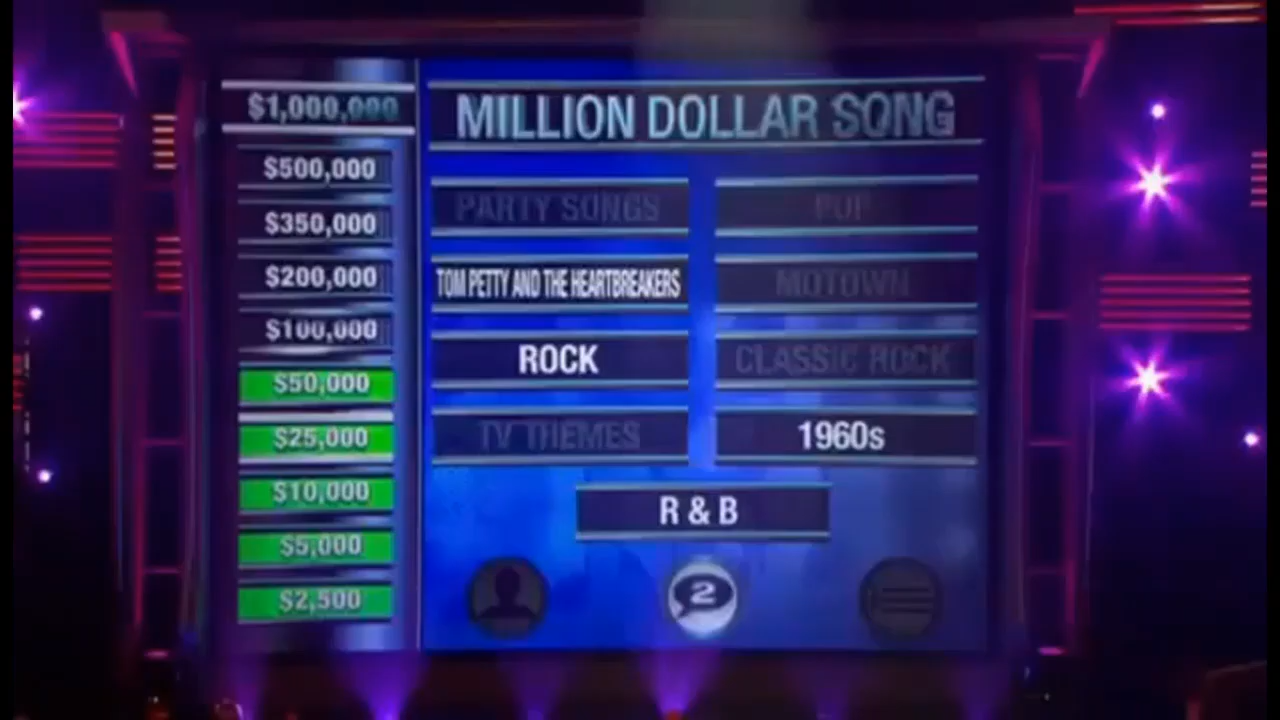 $1,000,000
$500,000
$350,000
$200,000
$100,000
$50,000
$25,000
$10,000
$5,000
$2,500
MILLION DOLLAR SONG
PARTY SONGS
POP
TOM PETTY AND THE HEARTBREAKERS
MOTOWN
ROCK
CLASSIC ROCK
TV THEMES
1960s
R & B
2